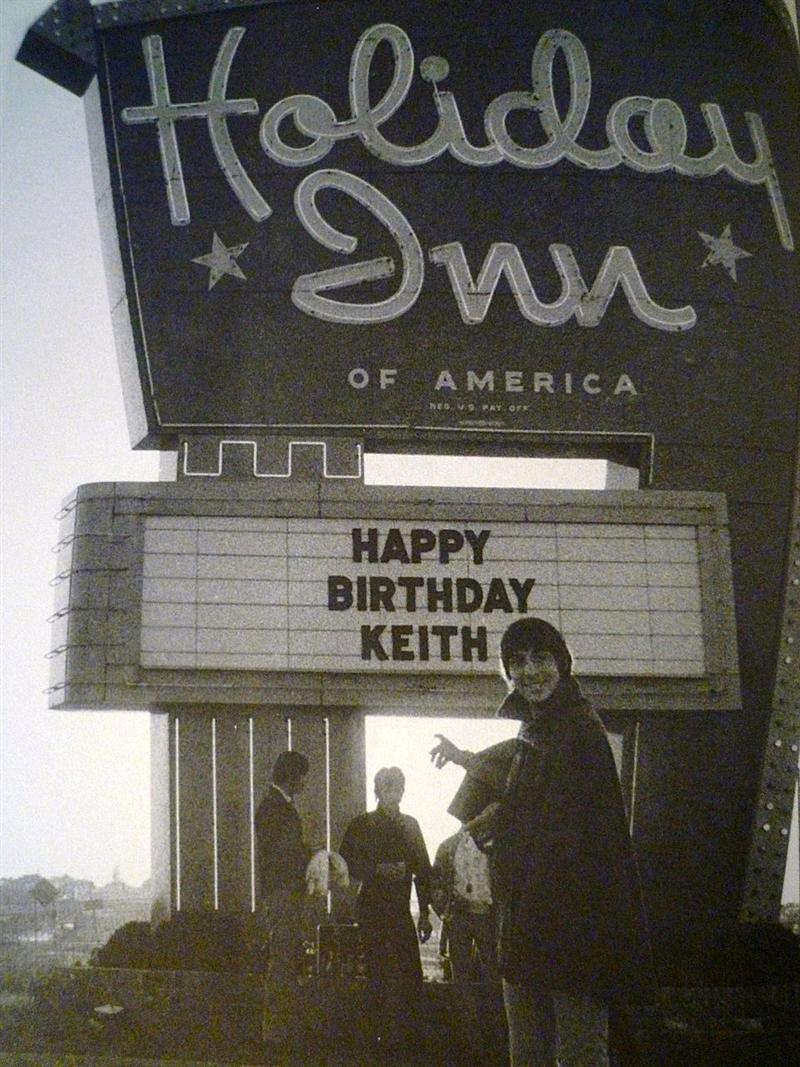 Holiday
Inn
OF AMERICA
REG. U.S. PAT. OFF.
HAPPY
BIRTHDAY
KEITH